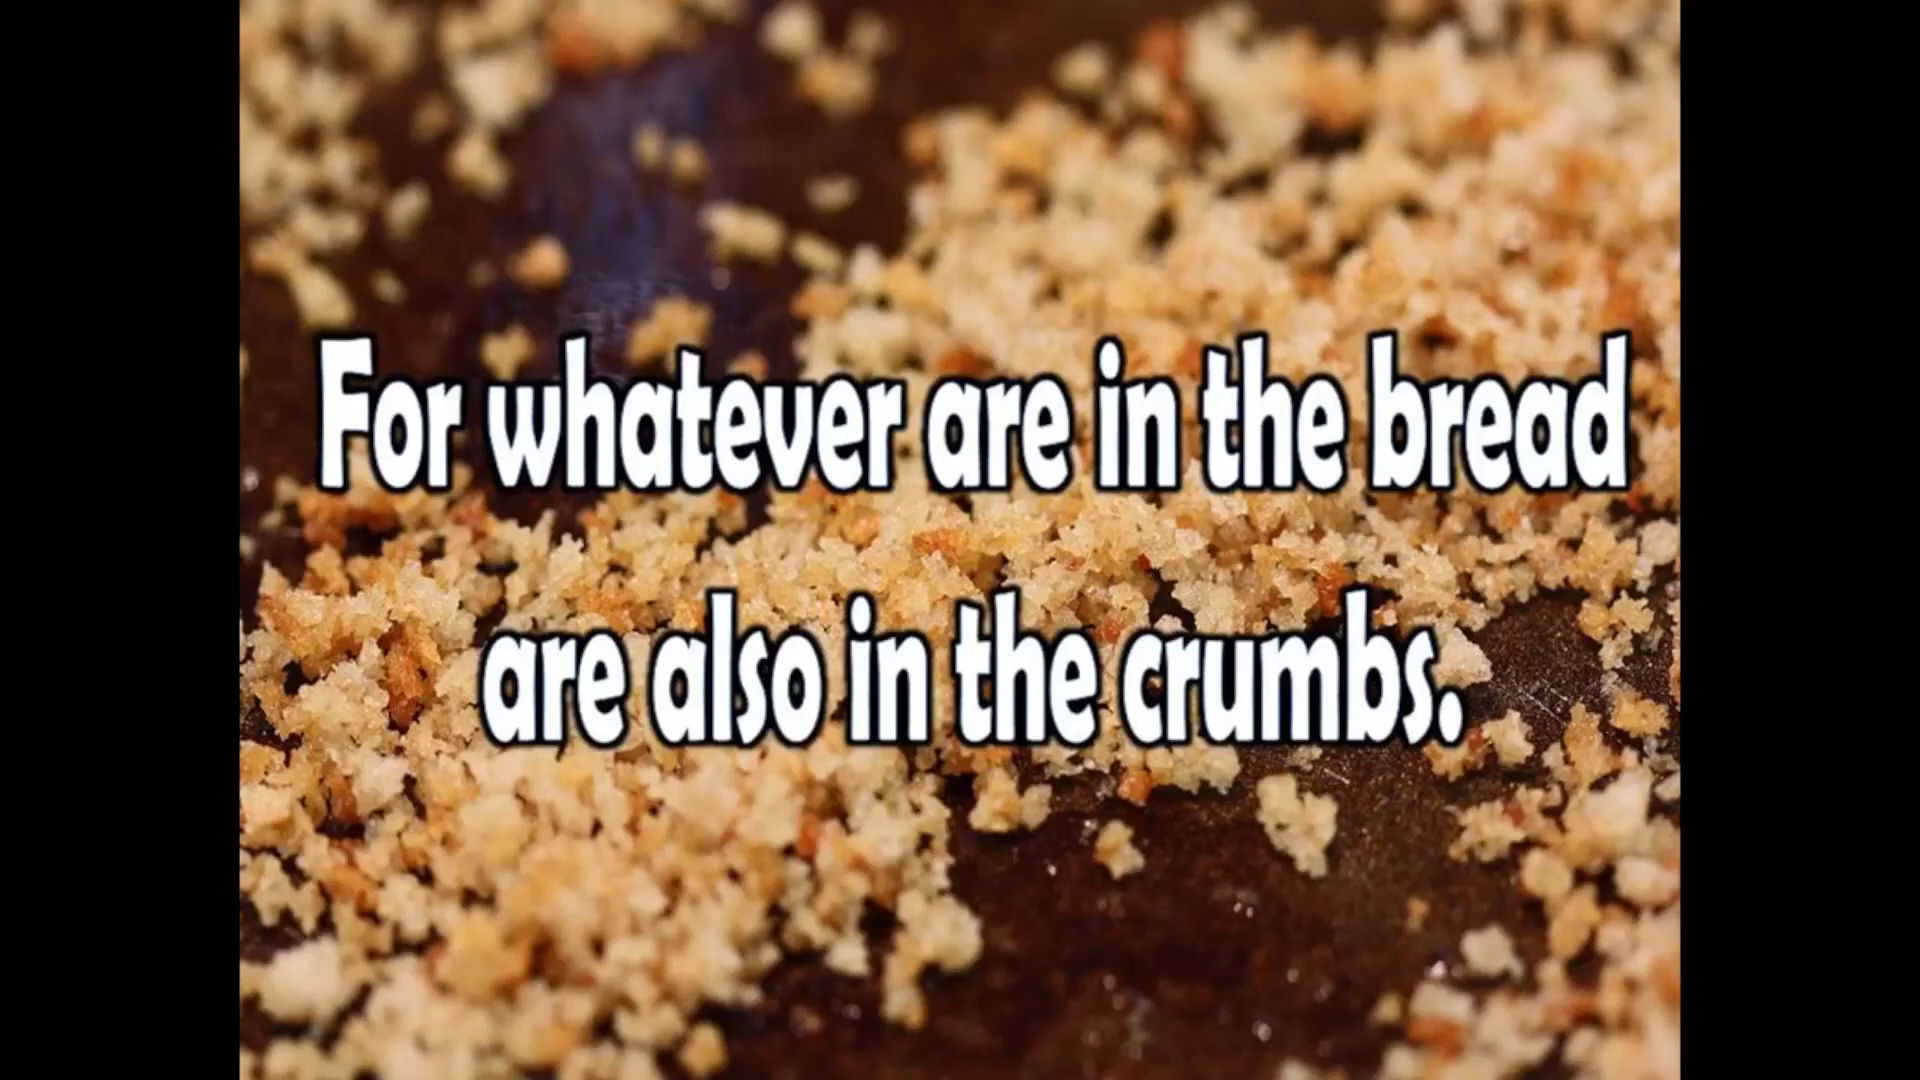 For whatever are in the bread
are also in the crumbs.